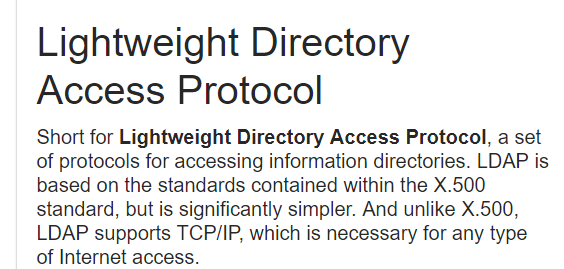 Lightweight Directory
Access Protocol
Short for Lightweight Directory Access Protocol, a set
of protocols for accessing information directories. LDAP is
based on the standards contained within the X.500
standard, but is significantly simpler. And unlike X.500,
LDAP supports TCP/IP, which is necessary for any type
of Internet access.